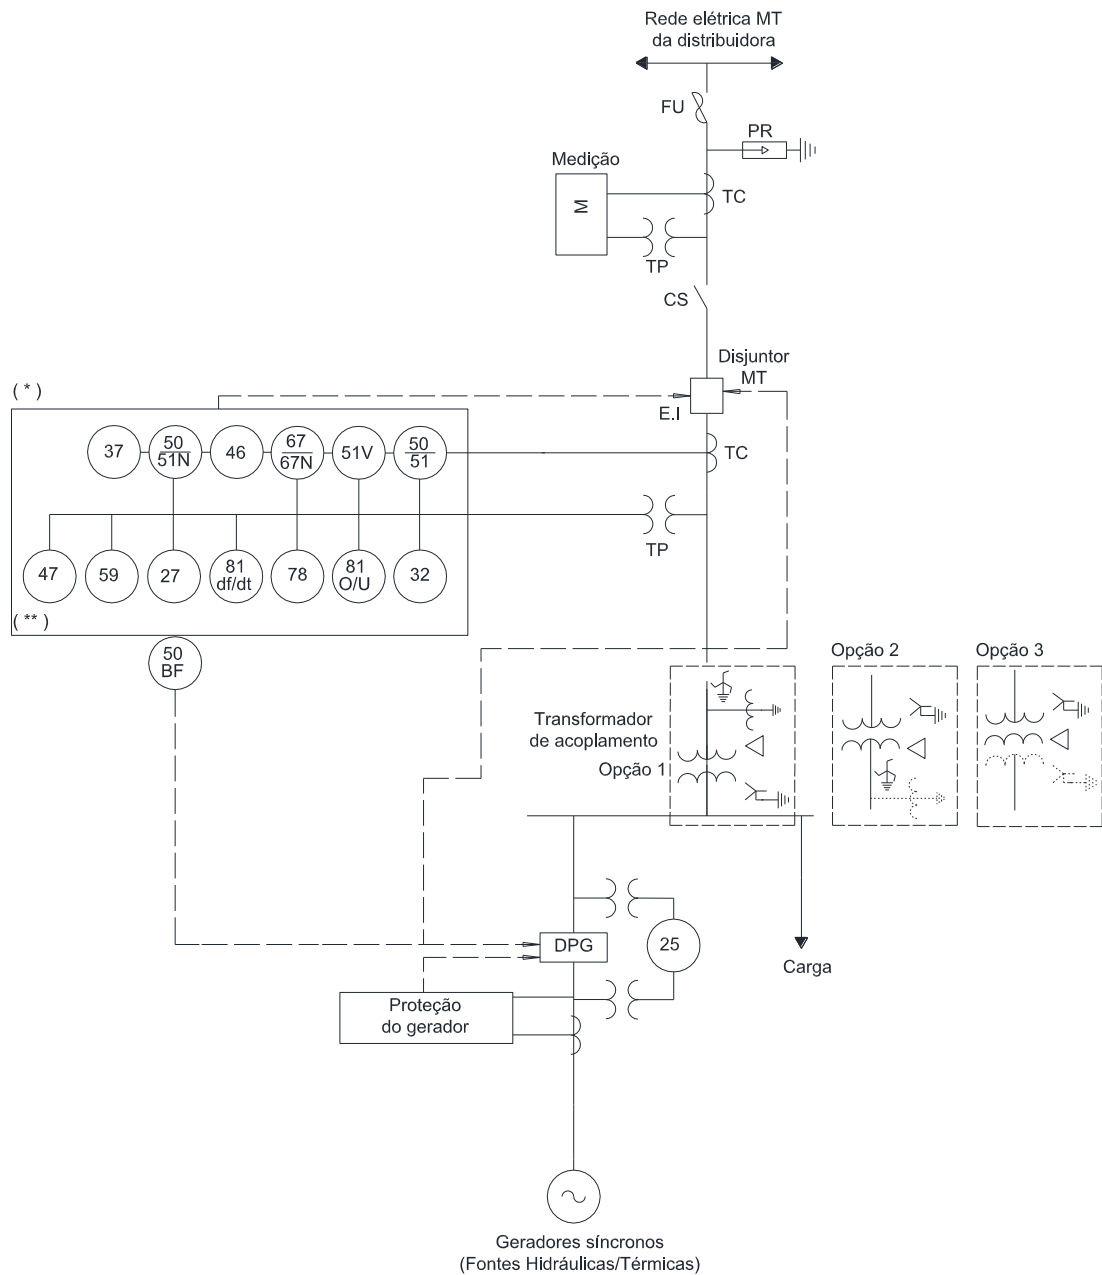 Rede elétrica MT
da distribuidora
FU
PR
Medição
M
TC
TP
CS
Disjuntor
MT
E.I
( * )
37
50
51N
46
67
67N
51V
50
51
TC
TP
47
59
27
81
df/dt
78
81
O/U
32
( ** )
50
BF
Opção 2
Opção 3
Transformador
de acoplamento
Opção 1
DPG
25
Carga
Proteção
do gerador
Geradores síncronos
(Fontes Hidráulicas/Térmicas)